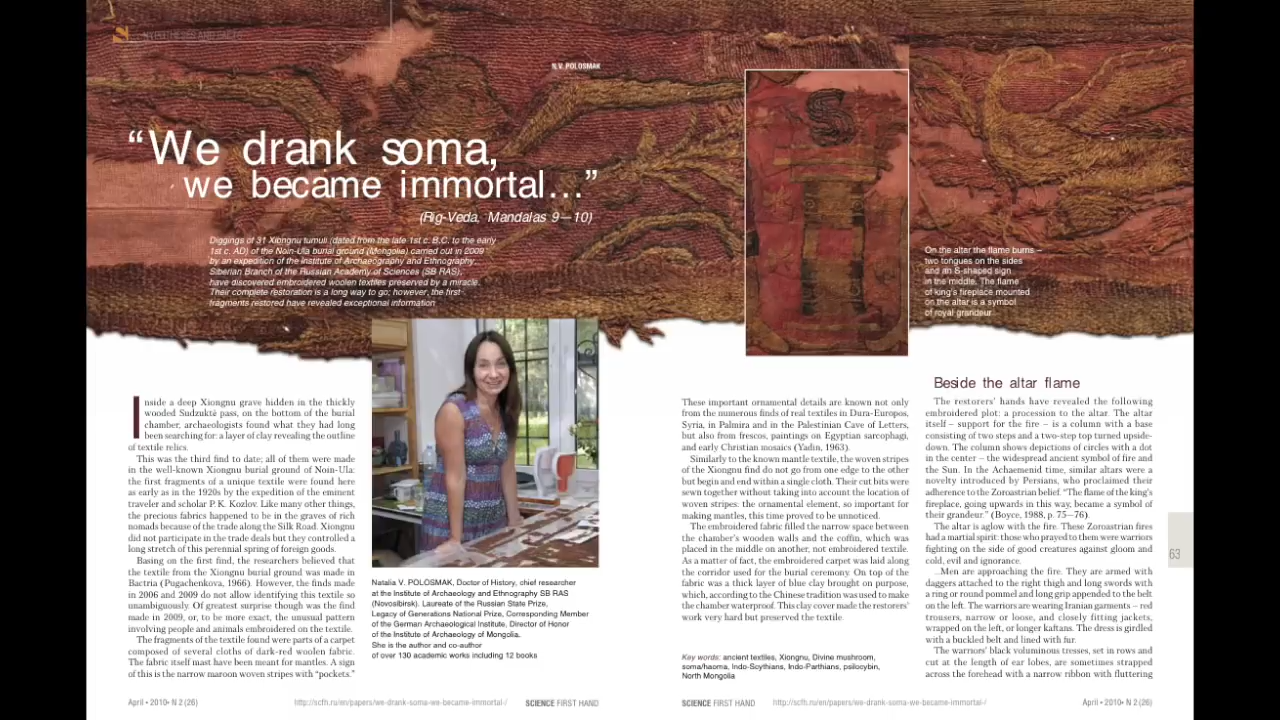 HYPOTHESES AND FACTS
N.V. POLOSMAK
“We drank soma,
we became immortal...”
(Rig-Veda, Mandalas 9—10)
Diggings of 31 Xiongnu tumuli (dated from the late 1st c. B.C. to the early
1st c. AD) of the Noin-Ula burial ground (Mongolia) carried out in 2009
by an expedition of the Institute of Archaeography and Ethnography,
Siberian Branch of the Russian Academy of Sciences (SB RAS),
have discovered embroidered woolen textiles preserved by a miracle.
Their complete restoration is a long way to go; however, the first
fragments restored have revealed exceptional information
On the altar the flame burns –
two tongues on the sides
and an S-shaped sign
in the middle. The flame
of king's fireplace mounted
on the altar is a symbol
of royal grandeur
Inside a deep Xiongnu grave hidden in the thickly
wooded Sudzuktè pass, on the bottom of the burial
chamber, archaeologists found what they had long
been searching for: a layer of clay revealing the outline
of textile relics.
This was the third find to date; all of them were made
in the well-known Xiongnu burial ground of Noin-Ula:
the first fragments of a unique textile were found here
as early as in the 1920s by the expedition of the eminent
traveler and scholar P.K. Kozlov. Like many other things,
the precious fabrics happened to be in the graves of rich
nomads because of the trade along the Silk Road. Xiongnu
did not participate in the trade deals but they controlled a
long stretch of this perennial spring of foreign goods.
Basing on the first find, the researchers believed that
the textile from the Xiongnu burial ground was made in
Bactria (Pugachenkova, 1966). However, the finds made
in 2006 and 2009 do not allow identifying this textile so
unambiguously. Of greatest surprise though was the find
made in 2009, or, to be more exact, the unusual pattern
involving people and animals embroidered on the textile.
The fragments of the textile found were parts of a carpet
composed of several cloths of dark-red woolen fabric.
The fabric itself mast have been meant for mantles. A sign
of this is the narrow maroon woven stripes with “pockets.”
Natalia V. POLOSMAK, Doctor of History, chief researcher
at the Institute of Archaeology and Ethnography SB RAS
(Novosibirsk). Laureate of the Russian State Prize,
Legacy of Generations National Prize, Corresponding Member
of the German Archaeological Institute, Director of Honor
of the Institute of Archaeology of Mongolia.
She is the author and co-author
of over 130 academic works including 12 books
These important ornamental details are known not only
from the numerous finds of real textiles in Dura-Europos,
Syria, in Palmira and in the Palestinian Cave of Letters,
but also from frescos, paintings on Egyptian sarcophagi,
and early Christian mosaics (Yadin, 1963).
Similarly to the known mantle textile, the woven stripes
of the Xiongnu find do not go from one edge to the other
but begin and end within a single cloth. Their cut bits were
sewn together without taking into account the location of
woven stripes: the ornamental element, so important for
making mantles, this time proved to be unnoticed.
The embroidered fabric filled the narrow space between
the chamber's wooden walls and the coffin, which was
placed in the middle on another, not embroidered textile.
As a matter of fact, the embroidered carpet was laid along
the corridor used for the burial ceremony. On top of the
fabric was a thick layer of blue clay brought on purpose,
which, according to the Chinese tradition was used to make
the chamber waterproof. This clay cover made the restorers'
work very hard but preserved the textile.
Key words: ancient textiles, Xiongnu, Divine mushroom,
soma/haoma, Indo-Scythians, Indo-Parthians, psilocybin,
North Mongolia
Beside the altar flame
The restorers' hands have revealed the following
embroidered plot: a procession to the altar. The altar
itself – support for the fire – is a column with a base
consisting of two steps and a two-step top turned upside-
down. The column shows depictions of circles with a dot
in the center – the widespread ancient symbol of fire and
the Sun. In the Achaemenid time, similar altars were a
novelty introduced by Persians, who proclaimed their
adherence to the Zoroastrian belief. “The flame of the king's
fireplace, going upwards in this way, became a symbol of
their grandeur.” (Boyce, 1988, p. 75—76).
The altar is aglow with the fire. These Zoroastrian fires
had a martial spirit: those who prayed to them were warriors
fighting on the side of good creatures against gloom and
cold, evil and ignorance.
...Men are approaching the fire. They are armed with
daggers attached to the right thigh and long swords with
a ring or round pommel and long grip appended to the belt
on the left. The warriors are wearing Iranian garments – red
trousers, narrow or loose, and closely fitting jackets,
wrapped on the left, or longer kaftans. The dress is girdled
with a buckled belt and lined with fur.
The warriors' black voluminous tresses, set in rows and
cut at the length of ear lobes, are sometimes strapped
across the forehead with a narrow ribbon with fluttering
63
April • 2010• N 2 (26)
http://scfh.ru/en/papers/we-drank-soma-we-became-immortal-/
SCIENCE FIRST HAND
SCIENCE FIRST HAND
http://scfh.ru/en/papers/we-drank-soma-we-became-immortal-/
April • 2010• N 2 (26)